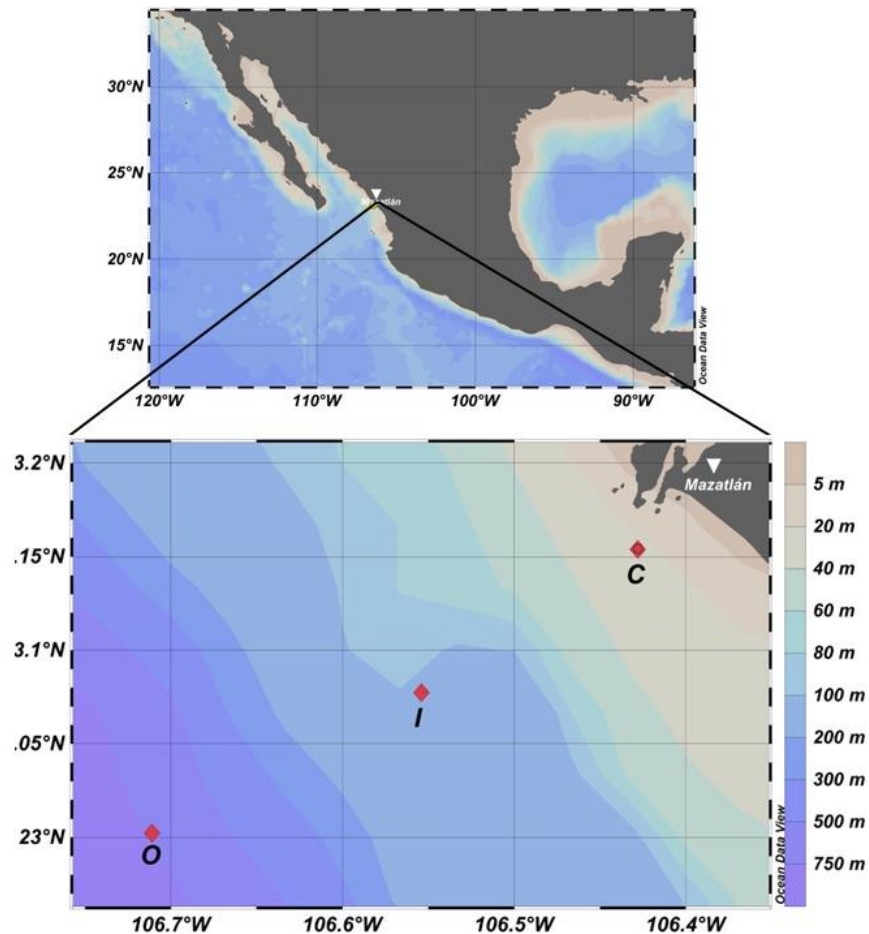 30°N
25°N
Mazatlán
20°N
15°N
Ocean Data View
120°W 110°W 100°W 90°W
3.2°N
Mazatlán
5 m
20 m
.15°N
C
40 m
60 m
3.1°N
80 m
100 m
I
.05°N
200 m
300 m
23°N
O
500 m
750 m
Ocean Data View
106.7°W 106.6°W 106.5°W 106.4°W